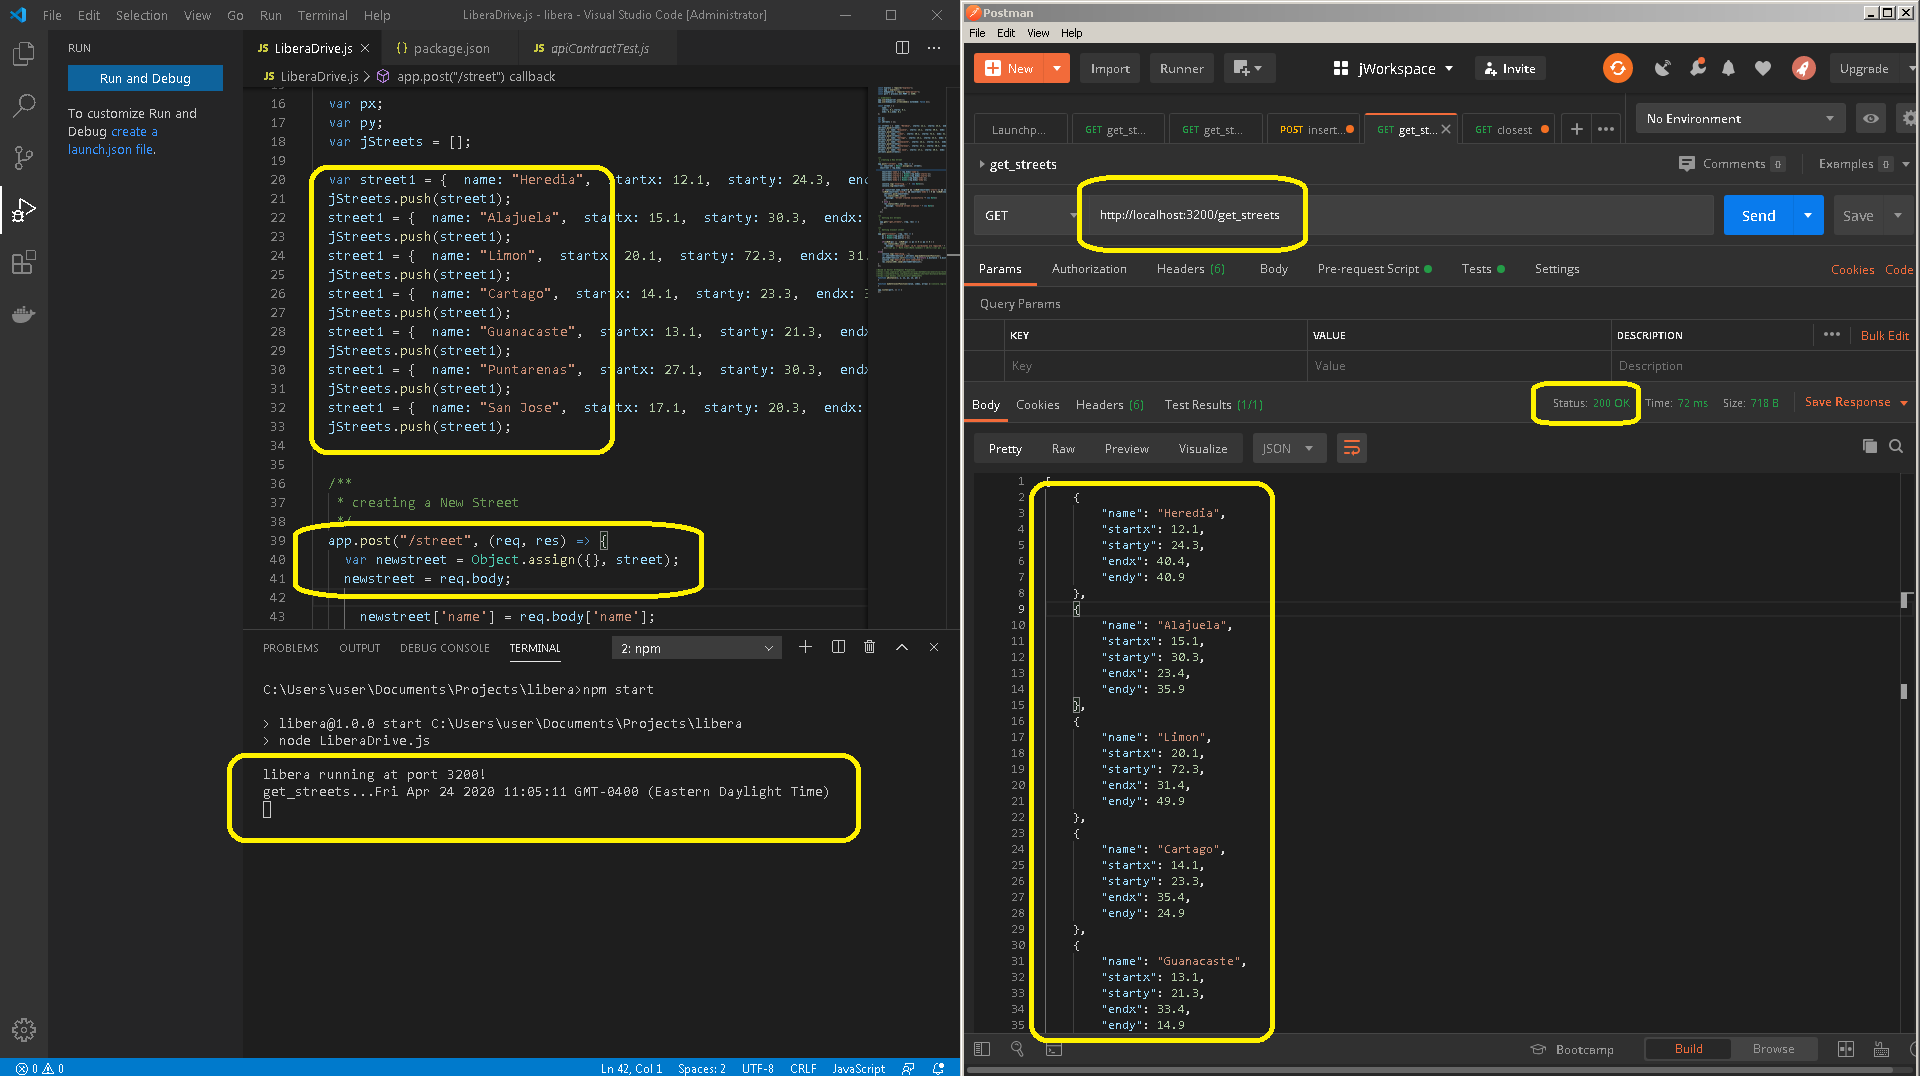 File Edit Selection View Go Run Terminal Help LiberaDrive.js - libera - Visual Studio Code [Administrator]
RUN
Run and Debug
To customize Run and
Debug create a
launch.json file.
JS LiberaDrive.js {} package.json JS apiContractTest.js
JS LiberaDrive.js > app.post("/street") callback
16 var px;
17 var py;
18 var jStreets = [];
19
20 var street1 = { name: "Heredia", startx: 12.1, starty: 24.3, en
21 jStreets.push(street1);
22 street1 = { name: "Alajuela", startx: 15.1, starty: 30.3, endx:
23 jStreets.push(street1);
24 street1 = { name: "Limon", startx: 20.1, starty: 72.3, endx: 31.
25 jStreets.push(street1);
26 street1 = { name: "Cartago", startx: 14.1, starty: 23.3, endx: 3
27 jStreets.push(street1);
28 street1 = { name: "Guanacaste", startx: 13.1, starty: 21.3, end
29 jStreets.push(street1);
30 street1 = { name: "Puntarenas", startx: 27.1, starty: 30.3, end
31 jStreets.push(street1);
32 street1 = { name: "San Jose", startx: 17.1, starty: 20.3, endx:
33 jStreets.push(street1);
34
35
36 /**
37 * creating a New Street
38 */
39 app.post("/street", (req, res) => {
40 var newstreet = Object.assign({}, street);
41 newstreet = req.body;
42
43 newstreet['name'] = req.body['name'];
PROBLEMS OUTPUT DEBUG CONSOLE TERMINAL 2: npm
C:\Users\user\Documents\Projects\libera>npm start
> libera@1.0.0 start C:\Users\user\Documents\Projects\libera
> node LiberaDrive.js
libera running at port 3200!
get_streets...Fri Apr 24 2020 11:05:11 GMT-0400 (Eastern Daylight Time)
0 0 Ln 42, Col 1 Spaces: 2 UTF-8 CRLF JavaScript
Postman
File Edit View Help
New Import Runner jWorkspace Invite Upgrade
Launchp... GET get_st... GET get_st... POST insert... GET get_st... GET closest No Environment
get_streets Comments 0 Examples 0
GET http://localhost:3200/get_streets Send Save
Params Authorization Headers (6) Body Pre-request Script Tests Settings Cookies Code
Query Params
KEY VALUE DESCRIPTION Bulk Edit
Key Value Description
Body Cookies Headers (6) Test Results (1/1) Status: 200 OK Time: 72 ms Size: 718 B Save Response
Pretty Raw Preview Visualize JSON
1 [
2 {
3 "name": "Heredia",
4 "startx": 12.1,
5 "starty": 24.3,
6 "endx": 40.4,
7 "endy": 40.9
8 },
9 {
10 "name": "Alajuela",
11 "startx": 15.1,
12 "starty": 30.3,
13 "endx": 23.4,
14 "endy": 35.9
15 },
16 {
17 "name": "Limon",
18 "startx": 20.1,
19 "starty": 72.3,
20 "endx": 31.4,
21 "endy": 49.9
22 },
23 {
24 "name": "Cartago",
25 "startx": 14.1,
26 "starty": 23.3,
27 "endx": 35.4,
28 "endy": 24.9
29 },
30 {
31 "name": "Guanacaste",
32 "startx": 13.1,
33 "starty": 21.3,
34 "endx": 33.4,
35 "endy": 14.9
Bootcamp Build Browse